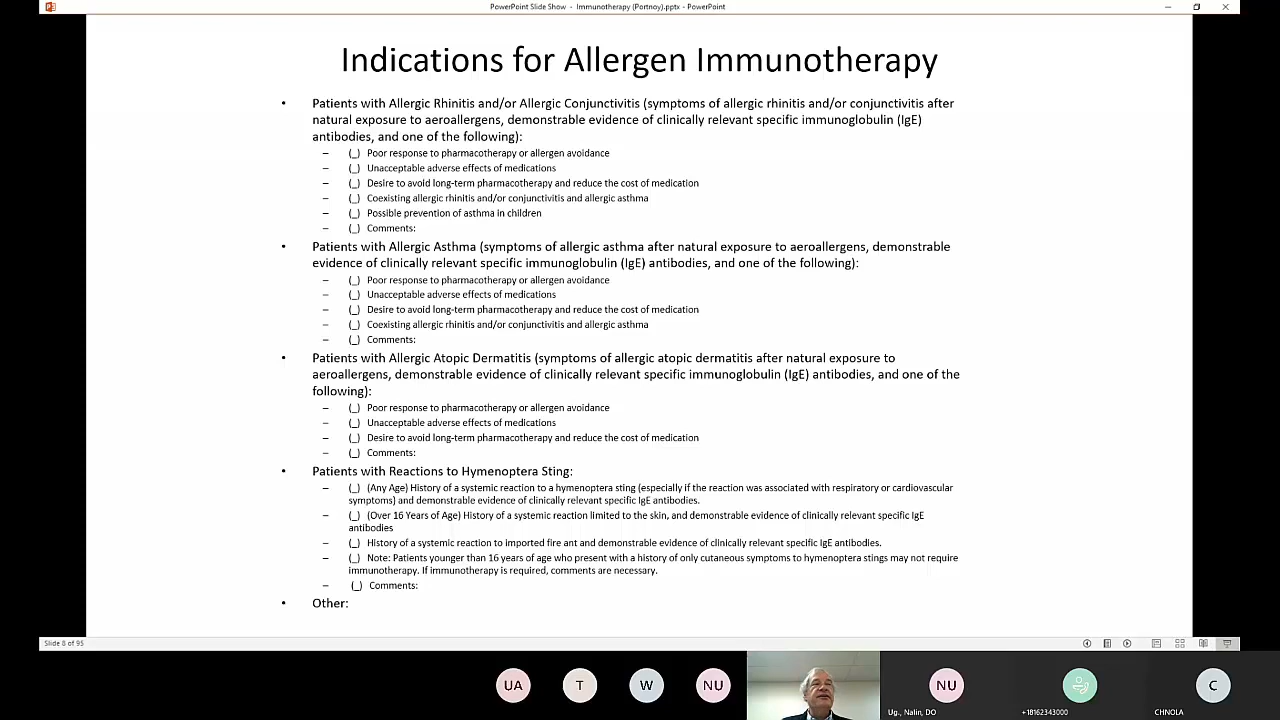 PowerPoint Slide Show - Immunotherapy (Portnoy).pptx - PowerPoint
Indications for Allergen Immunotherapy
• Patients with Allergic Rhinitis and/or Allergic Conjunctivitis (symptoms of allergic rhinitis and/or conjunctivitis after
natural exposure to aeroallergens, demonstrable evidence of clinically relevant specific immunoglobulin (IgE)
antibodies, and one of the following):
– (_) Poor response to pharmacotherapy or allergen avoidance
– (_) Unacceptable adverse effects of medications
– (_) Desire to avoid long-term pharmacotherapy and reduce the cost of medication
– (_) Coexisting allergic rhinitis and/or conjunctivitis and allergic asthma
– (_) Possible prevention of asthma in children
– (_) Comments:
• Patients with Allergic Asthma (symptoms of allergic asthma after natural exposure to aeroallergens, demonstrable
evidence of clinically relevant specific immunoglobulin (IgE) antibodies, and one of the following):
– (_) Poor response to pharmacotherapy or allergen avoidance
– (_) Unacceptable adverse effects of medications
– (_) Desire to avoid long-term pharmacotherapy and reduce the cost of medication
– (_) Coexisting allergic rhinitis and/or conjunctivitis and allergic asthma
– (_) Comments:
• Patients with Allergic Atopic Dermatitis (symptoms of allergic atopic dermatitis after natural exposure to
aeroallergens, demonstrable evidence of clinically relevant specific immunoglobulin (IgE) antibodies, and one of the
following):
– (_) Poor response to pharmacotherapy or allergen avoidance
– (_) Unacceptable adverse effects of medications
– (_) Desire to avoid long-term pharmacotherapy and reduce the cost of medication
– (_) Comments:
• Patients with Reactions to Hymenoptera Sting:
– (_) (Any Age) History of a systemic reaction to a hymenoptera sting (especially if the reaction was associated with respiratory or cardiovascular
symptoms) and demonstrable evidence of clinically relevant specific IgE antibodies.
– (_) (Over 16 Years of Age) History of a systemic reaction limited to the skin, and demonstrable evidence of clinically relevant specific IgE
antibodies
– (_) History of a systemic reaction to imported fire ant and demonstrable evidence of clinically relevant specific IgE antibodies.
– (_) Note: Patients younger than 16 years of age who present with a history of only cutaneous symptoms to hymenoptera stings may not require
immunotherapy. If immunotherapy is required, comments are necessary.
– (_) Comments:
• Other:
Slide 8 of 95
UA T W NU NU C
Ug., Nalin, DO +18162343000 CHNOLA